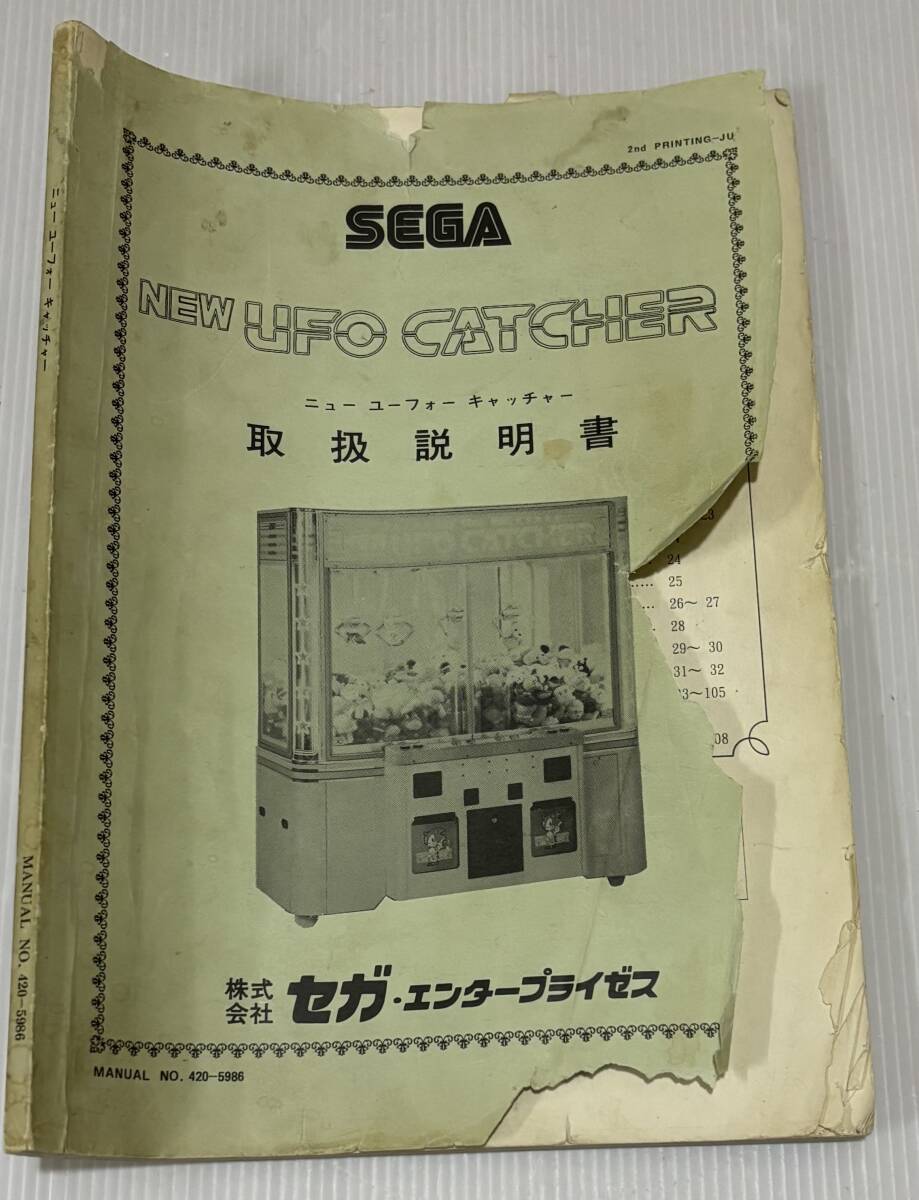 2nd PRINTING-JU
SEGA
NEW UFO CATCHER
ニュー ユーフォー キャッチャー
取扱説明書
CATCHER
23
24
..... 25
... 26～ 27
. 28
29～ 30
31～ 32
33～105
08
株式会社 セガ・エンタープライゼス
MANUAL NO. 420-5986
ニュー ユーフォー キャッチャー
MANUAL NO. 420-5986